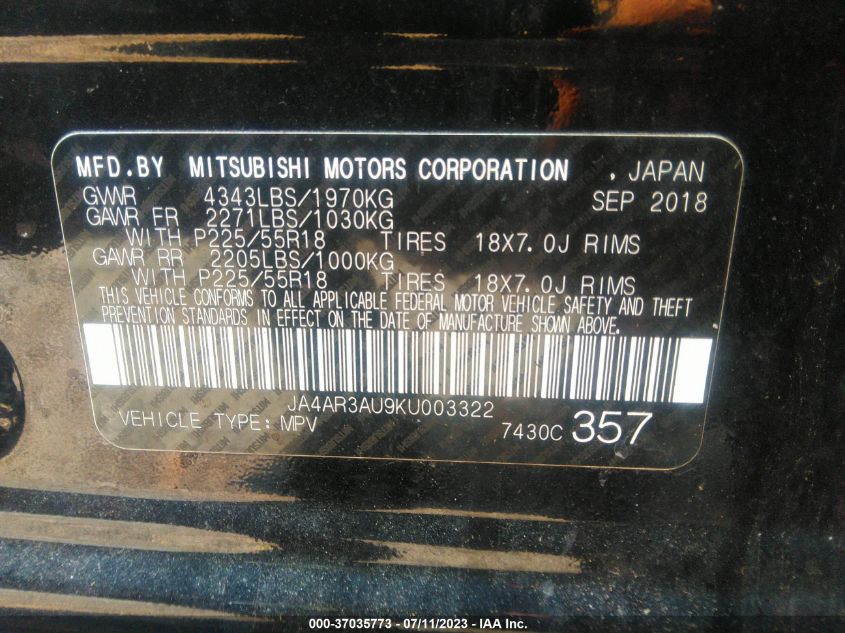 MFD.BY MITSUBISHI MOTORS CORPORATION , JAPAN
GVWR 4343LBS/1970KG SEP 2018
GAWR FR 2271LBS/1030KG
WITH P225/55R18 TIRES 18X7.0J RIMS
GAWR RR 2205LBS/1000KG
WITH P225/55R18 TIRES 18X7.0J RIMS
THIS VEHICLE CONFORMS TO ALL APPLICABLE FEDERAL MOTOR VEHICLE SAFETY AND THEFT
PREVENTION STANDARDS IN EFFECT ON THE DATE OF MANUFACTURE SHOWN ABOVE.
JA4AR3AU9KU003322
VEHICLE TYPE:MPV 7430C 357
000-37035773 - 07/11/2023 - © IAA Inc.